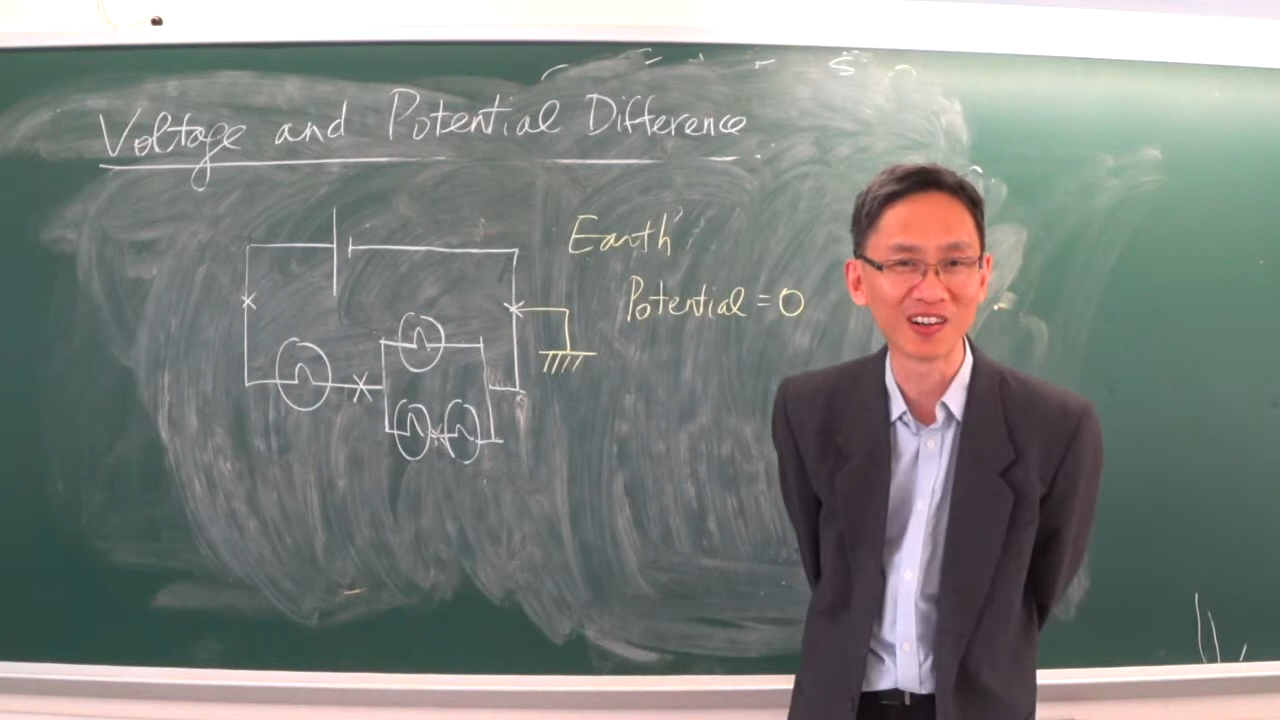 Voltage and Potential Difference
Earth
Potential = 0